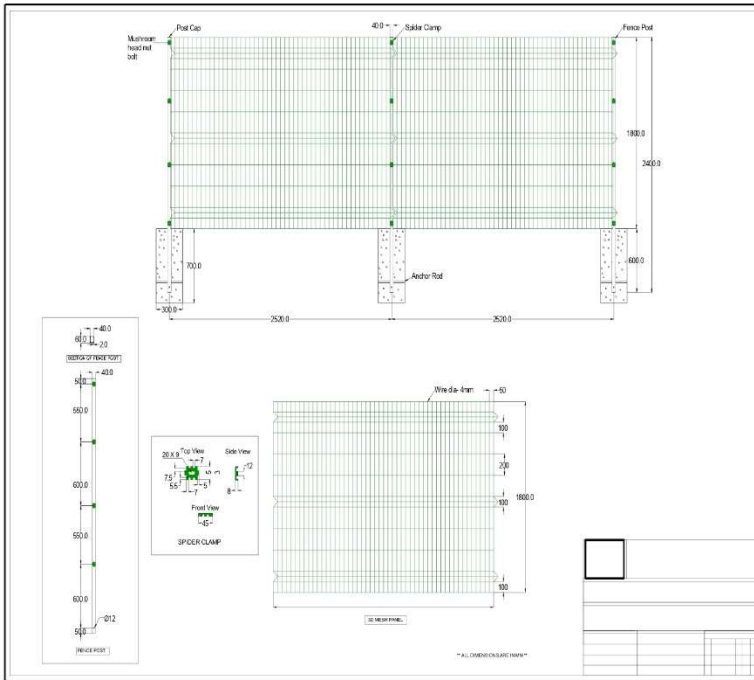 Post Cap
40.0
Spider Clamp
Fence Post
Mushroom
head nut
bolt
1800.0
2400.0
700.0
600.0
Anchor Rod
300.0
2520.0
2520.0
40.0
60.0
2.0
SECTION OF FENCE POST
40.0
50.0
550.0
600.0
550.0
600.0
50.0
Ø12
FENCE POST
Top View
Side View
20 X 9
7
12
7.5
5.5
5
7
8
Front View
45
SPIDER CLAMP
Wire dia- 4mm
50
100
200
100
1800.0
100
3D MESH PANEL
** ALL DIMENSIONS ARE IN MM **